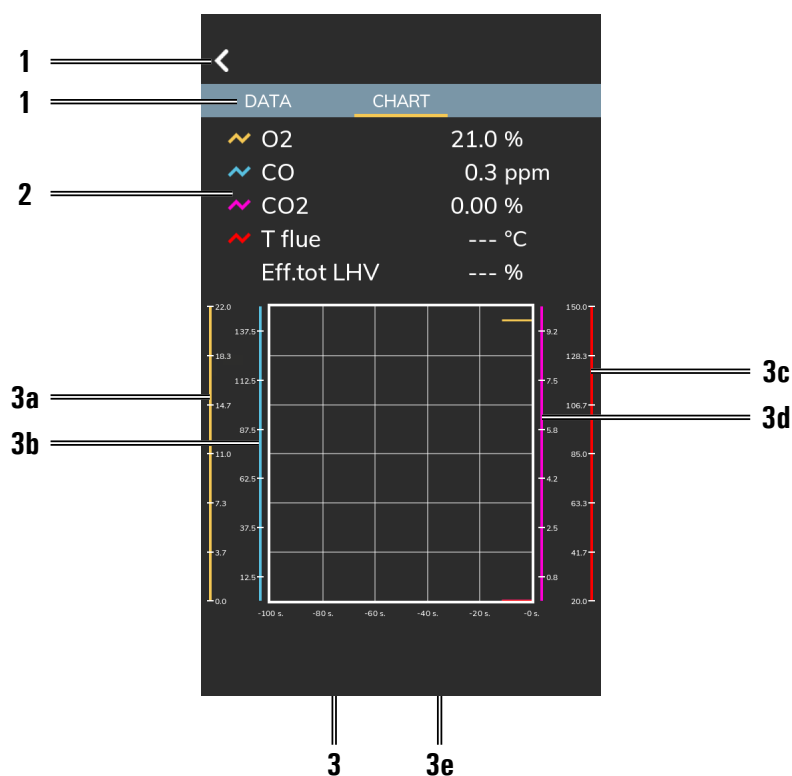 1
1
DATA CHART
O2 21.0 %
CO 0.3 ppm
2
CO2 0.00 %
T flue --- °C
Eff.tot LHV --- %
22.0 150.0
137.5 9.2
18.3 128.3
3c
112.5 7.5
3a
14.7 106.7
3d
87.5 5.8
3b
11.0 85.0
62.5 4.2
7.3 63.3
37.5 2.5
3.7 41.7
12.5 0.8
0.0 20.0
-100 s. -80 s. -60 s. -40 s. -20 s. -0 s.
3 3e